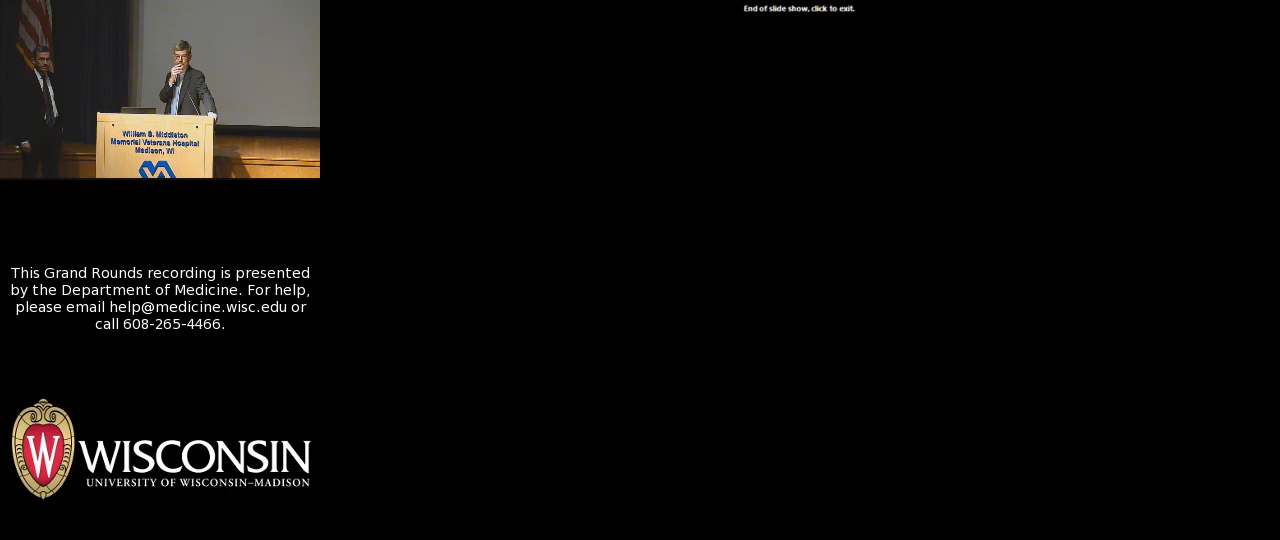 End of slide show, click to exit.
William S. Middleton
Memorial Veterans Hospital
Madison, WI
This Grand Rounds recording is presented
by the Department of Medicine. For help,
please email help@medicine.wisc.edu or
call 608-265-4466.
W
WISCONSIN
UNIVERSITY OF WISCONSIN–MADISON